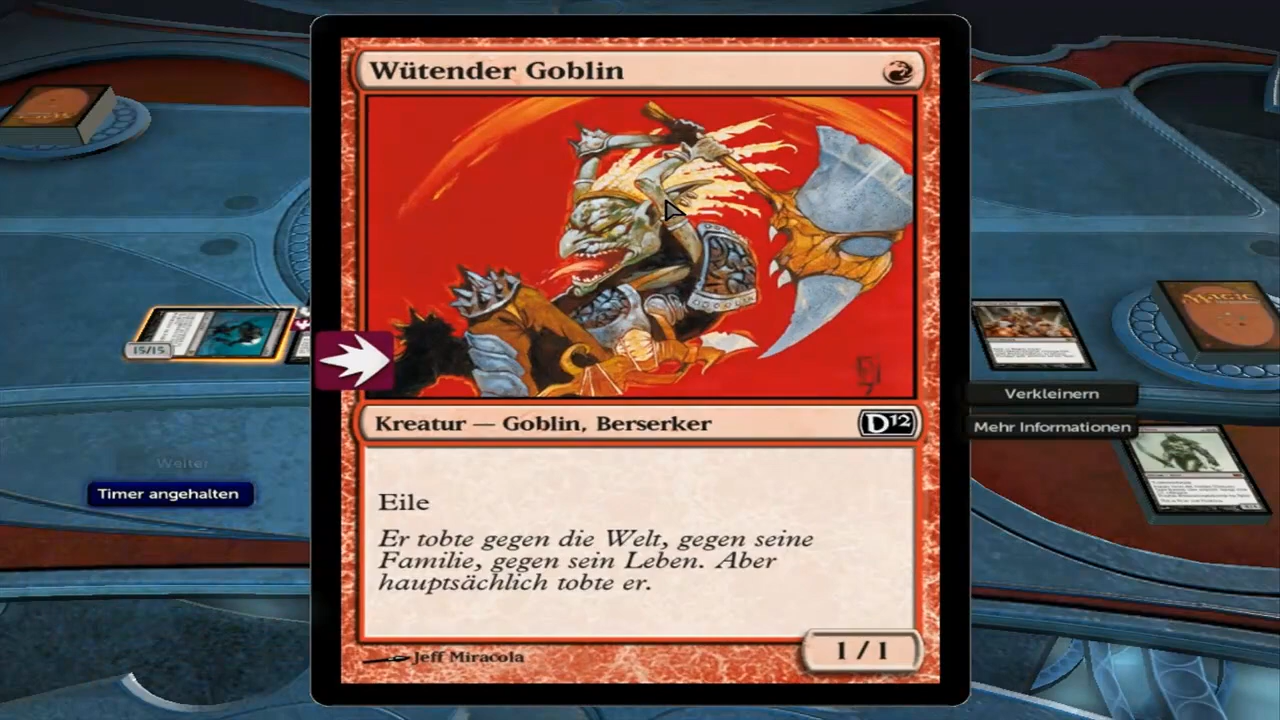 Wütender Goblin
Kreatur — Goblin, Berserker
D12
Eile
Er tobte gegen die Welt, gegen seine
Familie, gegen sein Leben. Aber
hauptsächlich tobte er.
Jeff Miracola
1 / 1
15/15
Weiter
Timer angehalten
MAGIC
Verkleinern
Mehr Informationen